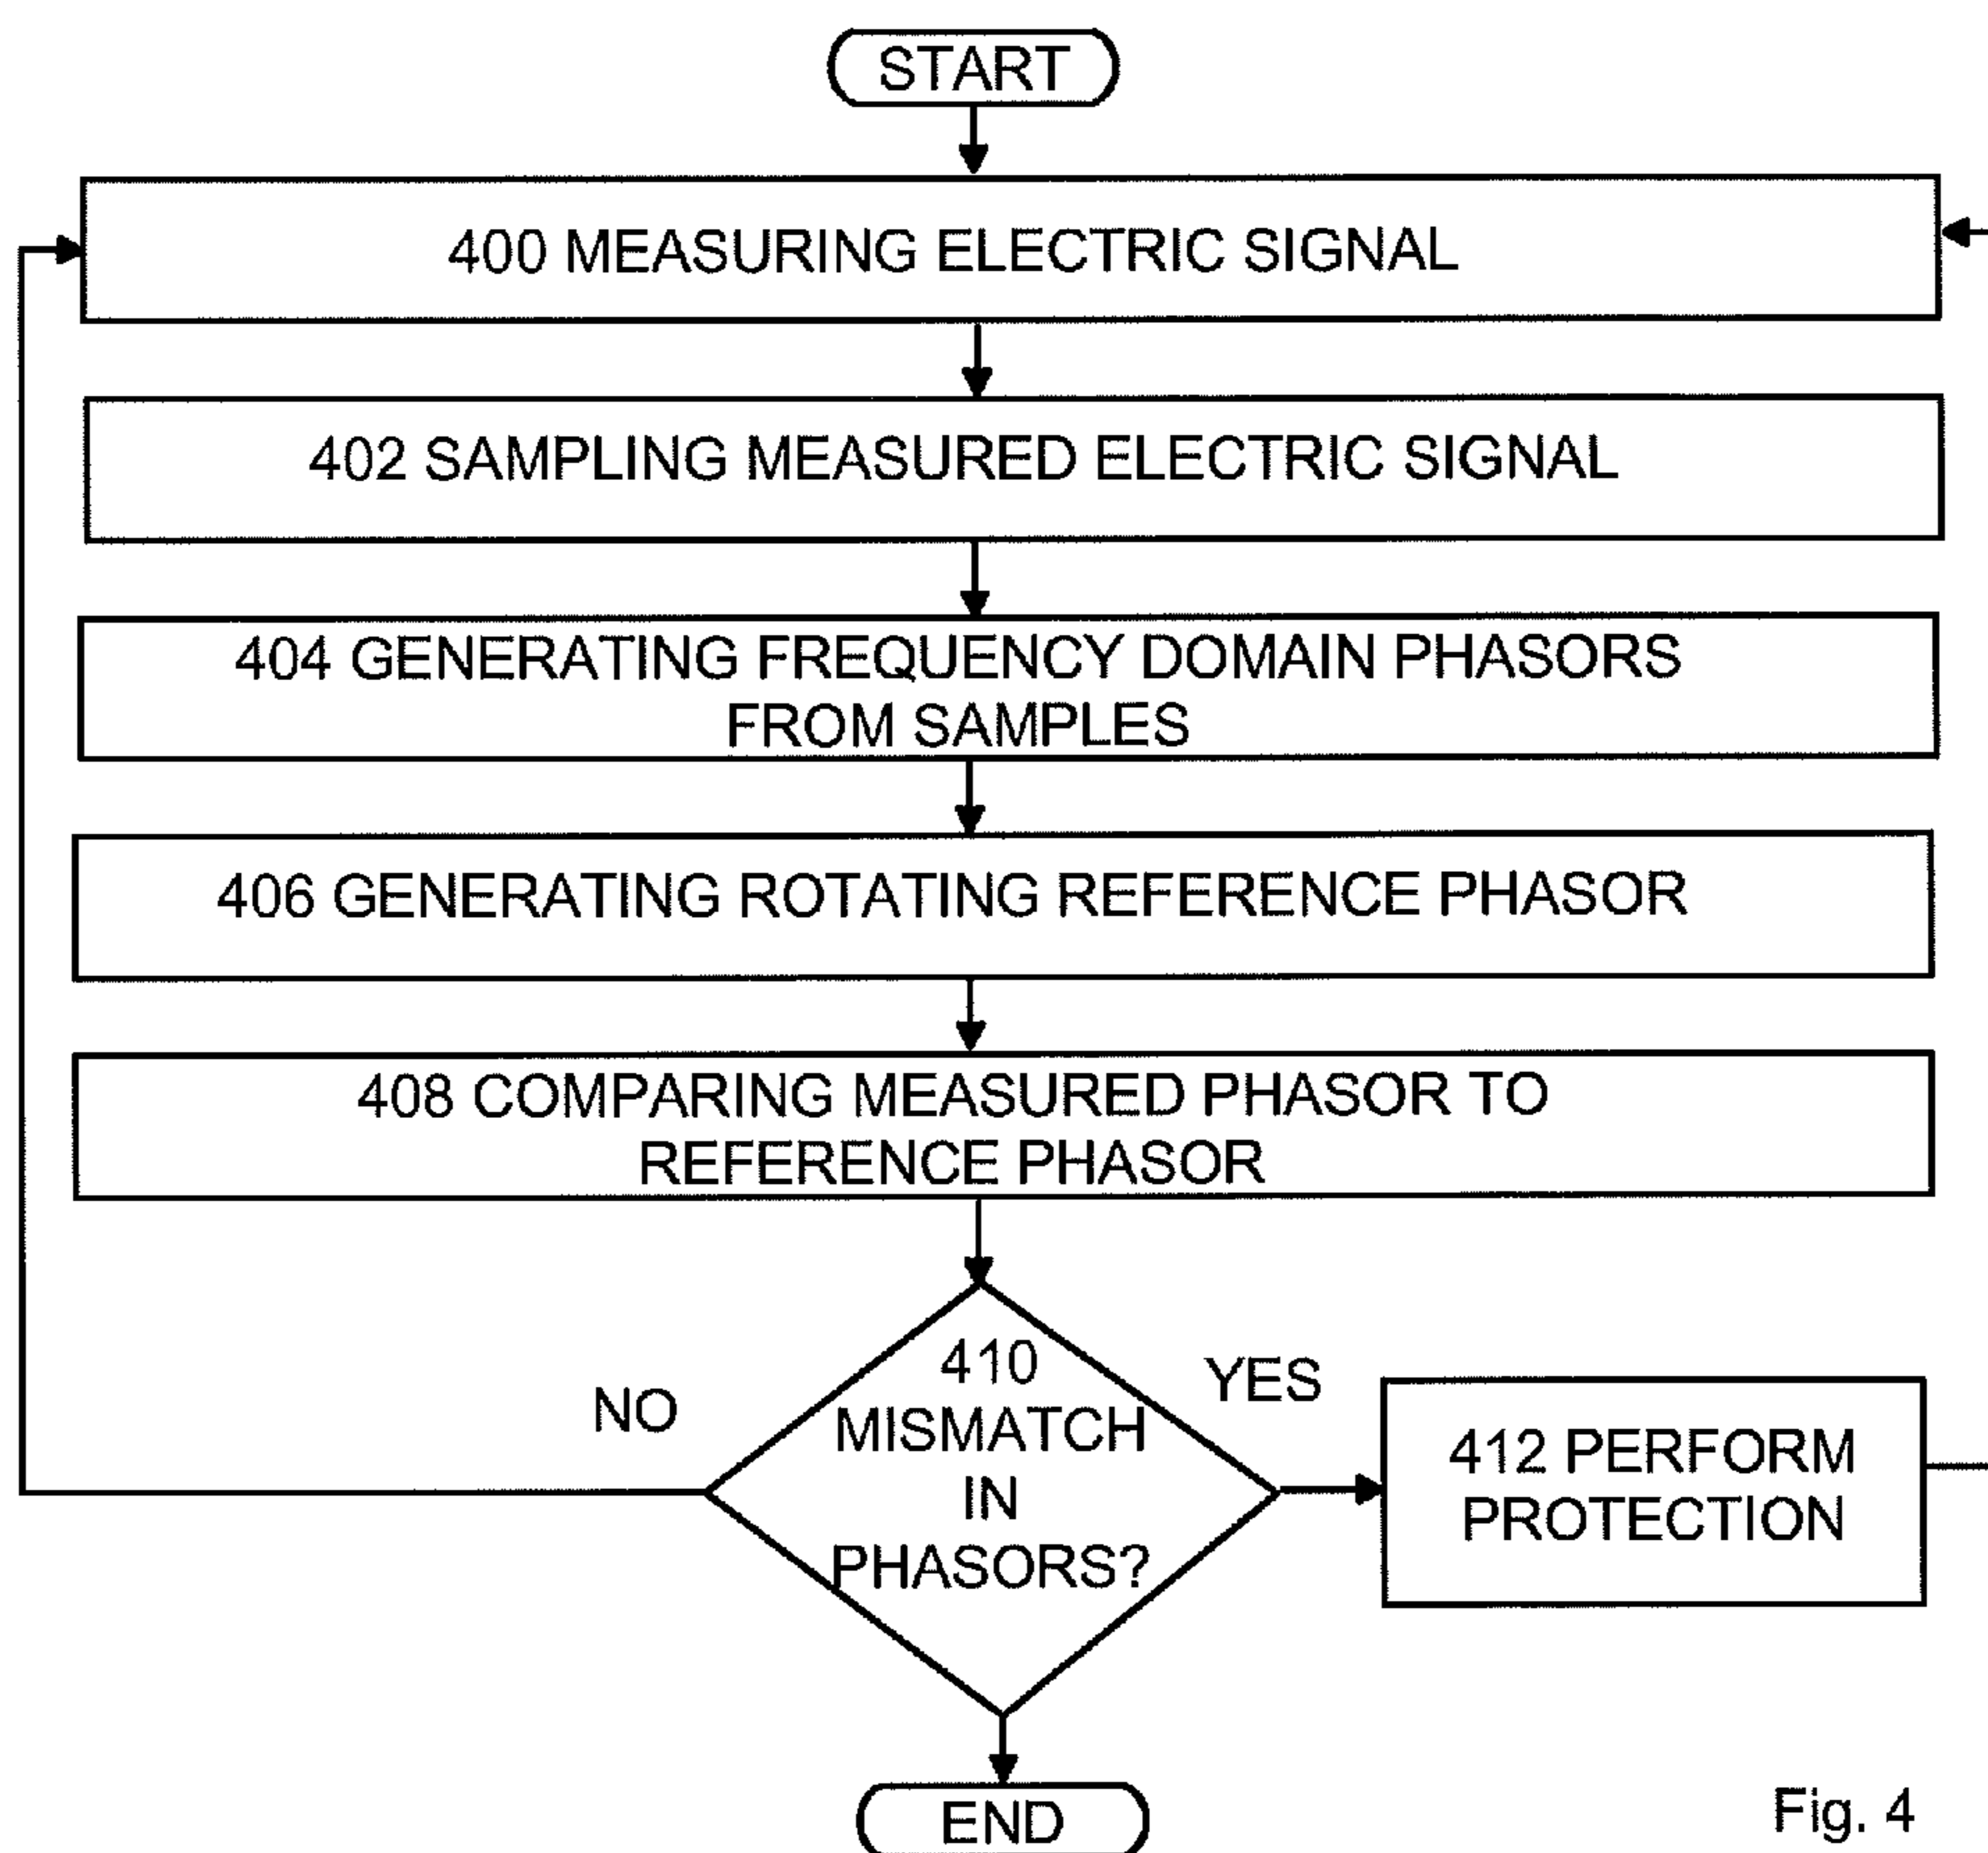 START
400 MEASURING ELECTRIC SIGNAL
402 SAMPLING MEASURED ELECTRIC SIGNAL
404 GENERATING FREQUENCY DOMAIN PHASORS
FROM SAMPLES
406 GENERATING ROTATING REFERENCE PHASOR
408 COMPARING MEASURED PHASOR TO
REFERENCE PHASOR
410
MISMATCH
IN
PHASORS?
NO
YES
412 PERFORM
PROTECTION
END
Fig. 4